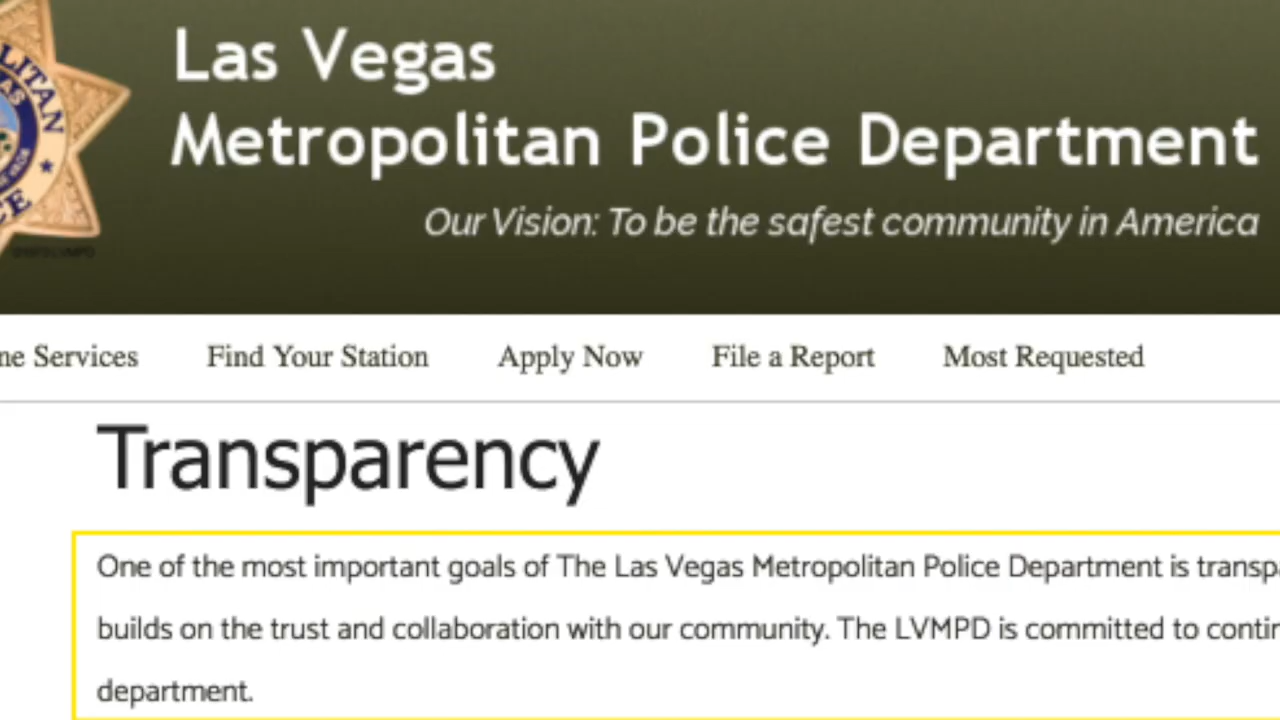 Las Vegas
Metropolitan Police Department
Our Vision: To be the safest community in America
Services
Find Your Station
Apply Now
File a Report
Most Requested
Transparency
One of the most important goals of The Las Vegas Metropolitan Police Department is
builds on the trust and collaboration with our community. The LVMPD is committed to
department.